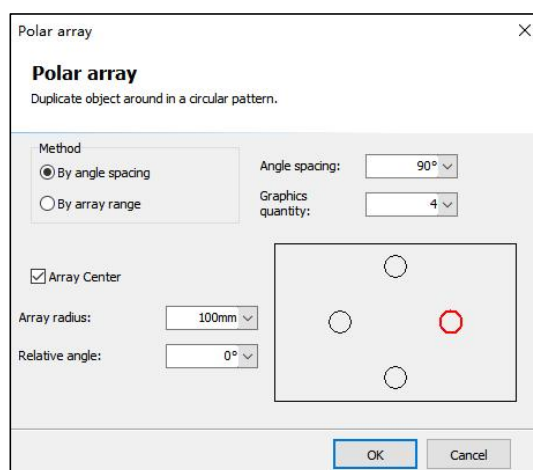 Polar array
Polar array
Duplicate object around in a circular pattern.
Method
By angle spacing
By array range
Angle spacing:
90°
Graphics
quantity:
4
Array Center
Array radius:
100mm
Relative angle:
0°
OK
Cancel